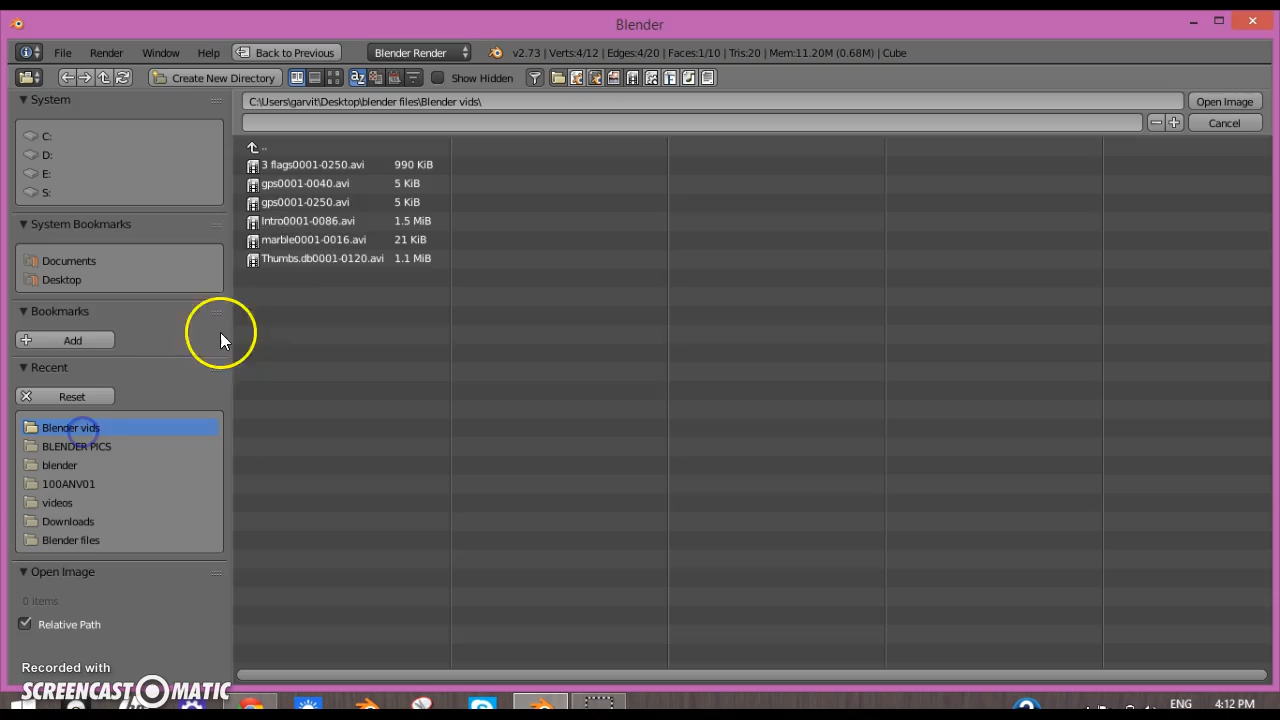 Blender
File Render Window Help Back to Previous Blender Render v2.73 | Verts:4/12 | Edges:4/20 | Faces:1/10 | Tris:20 | Mem:11.20M (0.68M) | Cube
Create New Directory Show Hidden
System
C:\Users\garvit\Desktop\blender files\Blender vids\ Open Image
Cancel
C:
D:
E:
S:
..
3 flags0001-0250.avi 990 KiB
gps0001-0040.avi 5 KiB
gps0001-0250.avi 5 KiB
Intro0001-0086.avi 1.5 MiB
marble0001-0016.avi 21 KiB
Thumbs.db0001-0120.avi 1.1 MiB
System Bookmarks
Documents
Desktop
Bookmarks
Add
Recent
Reset
Blender vids
BLENDER PICS
blender
100ANV01
videos
Downloads
Blender files
Open Image
0 items
Relative Path
Recorded with
SCREENCAST-O-MATIC
ENG 4:12 PM